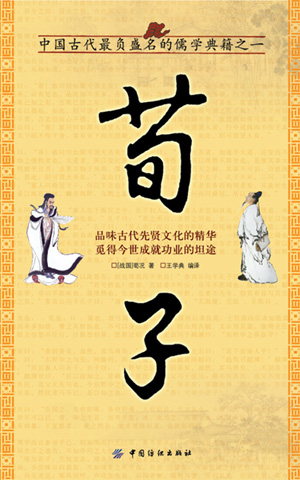 中国古代最负盛名的儒学典籍之一
荀
品味古代先贤文化的精华
觅得今世成就功业的坦途
□[战国]荀况 著 □王学典 编译
子
中国纺织出版社